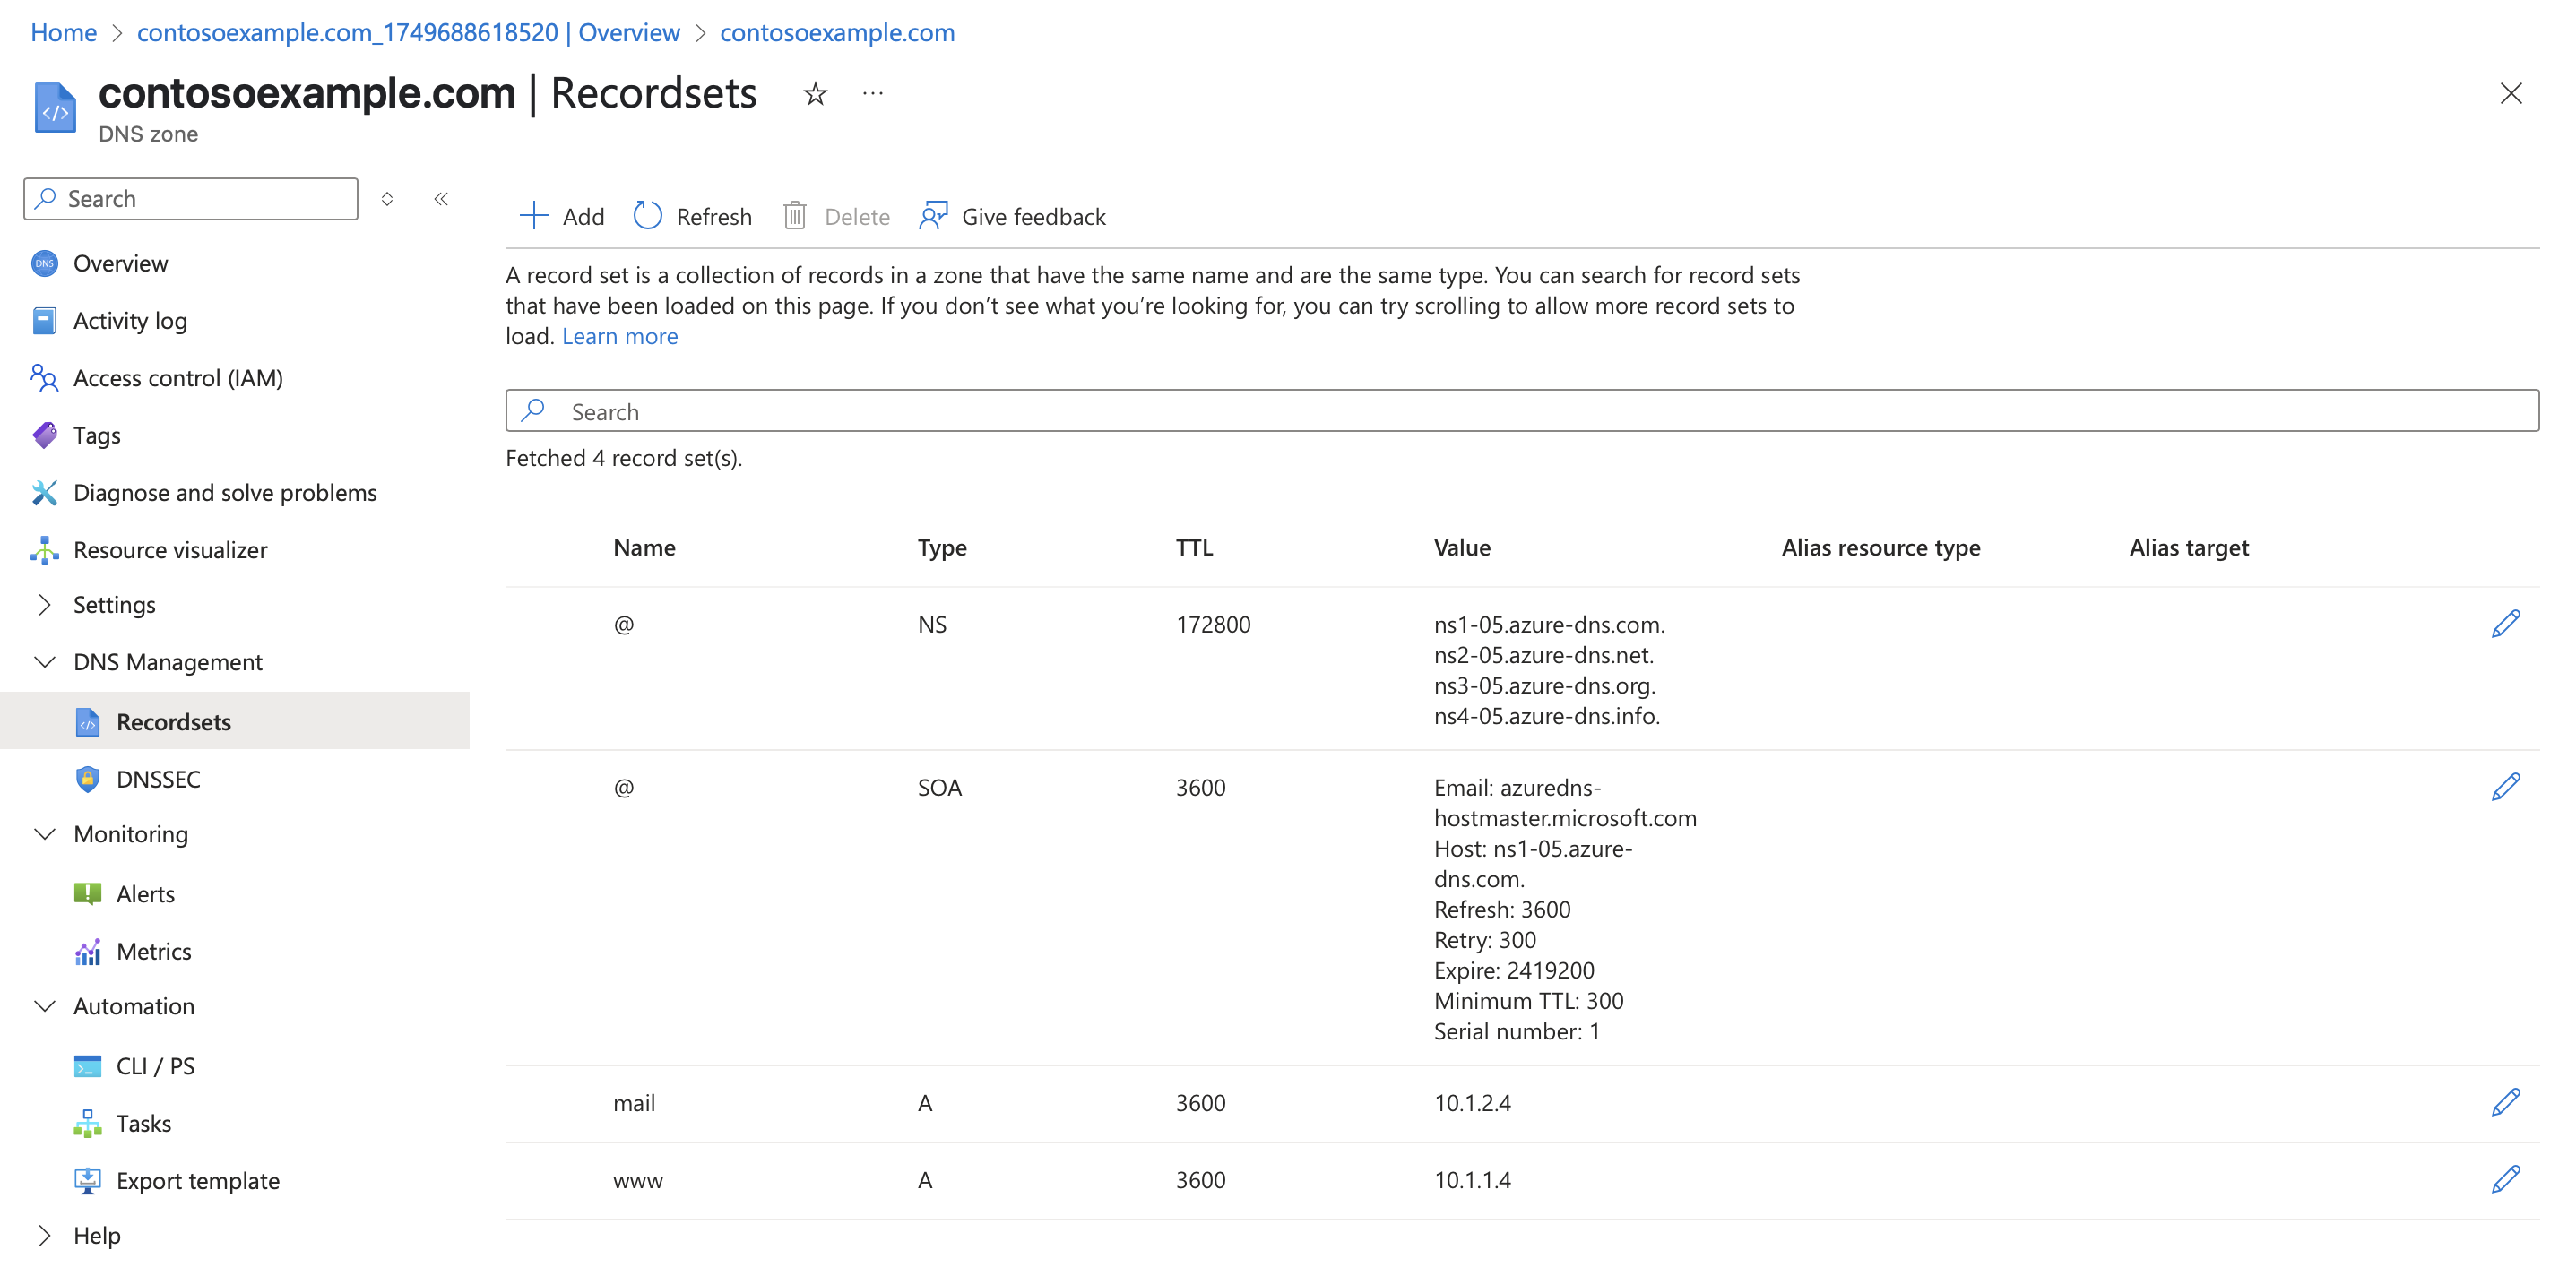 Home > contosoexample.com_1749688618520 | Overview > contosoexample.com
contosoexample.com | Recordsets
DNS zone
Search
Overview
Activity log
Access control (IAM)
Tags
Diagnose and solve problems
Resource visualizer
Settings
DNS Management
Recordsets
DNSSEC
Monitoring
Alerts
Metrics
Automation
CLI / PS
Tasks
Export template
Help
Add Refresh Delete Give feedback
A record set is a collection of records in a zone that have the same name and are the same type. You can search for record sets
that have been loaded on this page. If you don’t see what you’re looking for, you can try scrolling to allow more record sets to
load. Learn more
Search
Fetched 4 record set(s).
Name Type TTL Value Alias resource type Alias target
@ NS 172800 ns1-05.azure-dns.com.
ns2-05.azure-dns.net.
ns3-05.azure-dns.org.
ns4-05.azure-dns.info.
@ SOA 3600 Email: azuredns-
hostmaster.microsoft.com
Host: ns1-05.azure-
dns.com.
Refresh: 3600
Retry: 300
Expire: 2419200
Minimum TTL: 300
Serial number: 1
mail A 3600 10.1.2.4
www A 3600 10.1.1.4